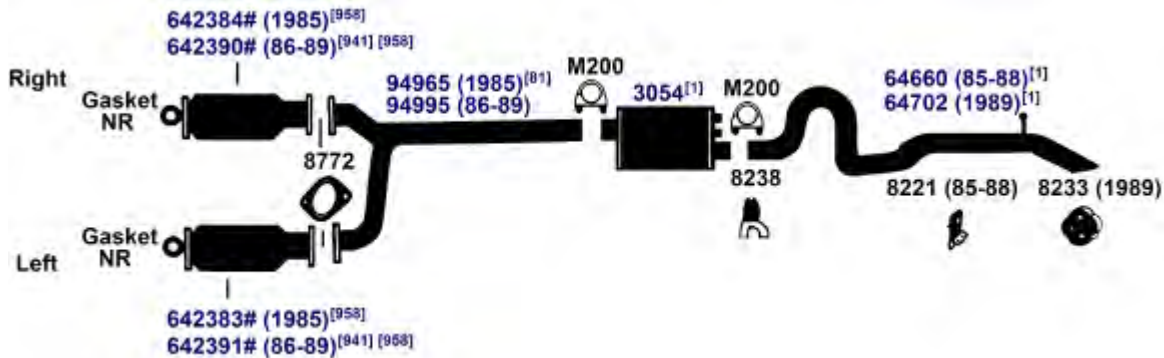 642384# (1985)[958]
642390# (86-89)[941] [958]
Right
Gasket
NR
94965 (1985)[81]
94995 (86-89)
M200
3054[1]
M200
64660 (85-88)[1]
64702 (1989)[1]
8772
8238
8221 (85-88)
8233 (1989)
Left
Gasket
NR
642383# (1985)[958]
642391# (86-89)[941] [958]